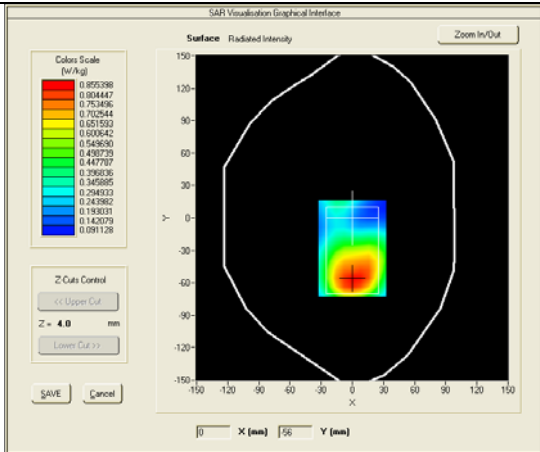 SAR Visualisation Graphical Interface
Surface Radiated Intensity
Zoom In/Out
Colors Scale
(W/kg)
0.855398
0.804447
0.753496
0.702544
0.651593
0.600642
0.549690
0.498739
0.447787
0.396836
0.345885
0.294933
0.243982
0.193031
0.142079
0.091128
150
120
90
60
30
0
-30
-60
-90
-120
-150
Y
-150 -120 -90 -60 -30 0 30 60 90 120 150
X
Z-Cuts Control
<< Upper Cut
Z = 4.0 mm
Lower Cut >>
SAVE Cancel
0 X (mm) -56 Y (mm)